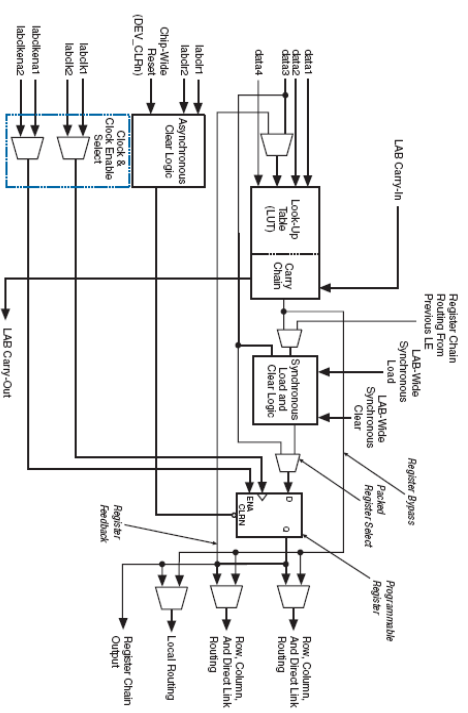 Register Chain
Routing From
Previous LE
LAB Carry-In
LAB-Wide
Synchronous
Load
LAB-Wide
Synchronous
Clear
Register Bypass
Packed
Register Select
Programmable
Register
data1
data2
data3
data4
Look-Up
Table
(LUT)
Carry
Chain
Synchronous
Load and
Clear Logic
D
Q
ENA
CLRN
Row, Column,
And Direct Link
Routing
Row, Column,
And Direct Link
Routing
Local Routing
Register Chain
Output
Register
Feedback
labclr1
labclr2
Chip-Wide
Reset
(DEV_CLRn)
Asynchronous
Clear Logic
Clock &
Clock Enable
Select
labclk1
labclk2
labclkena1
labclkena2
LAB Carry-Out